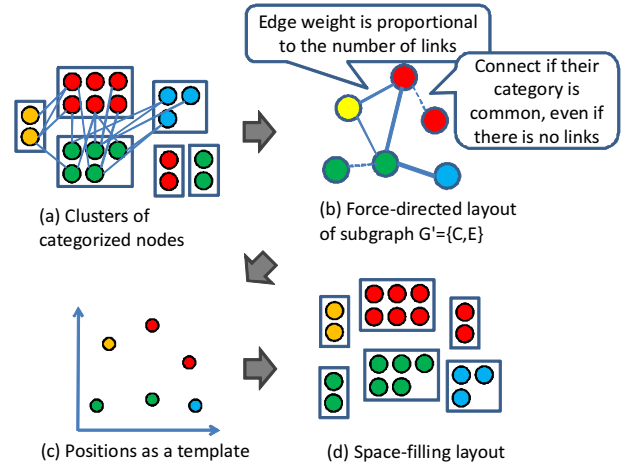 Edge weight is proportional
to the number of links
Connect if their
category is
common, even if
there is no links
(a) Clusters of
categorized nodes
(b) Force-directed layout
of subgraph G'={C,E}
(c) Positions as a template
(d) Space-filling layout